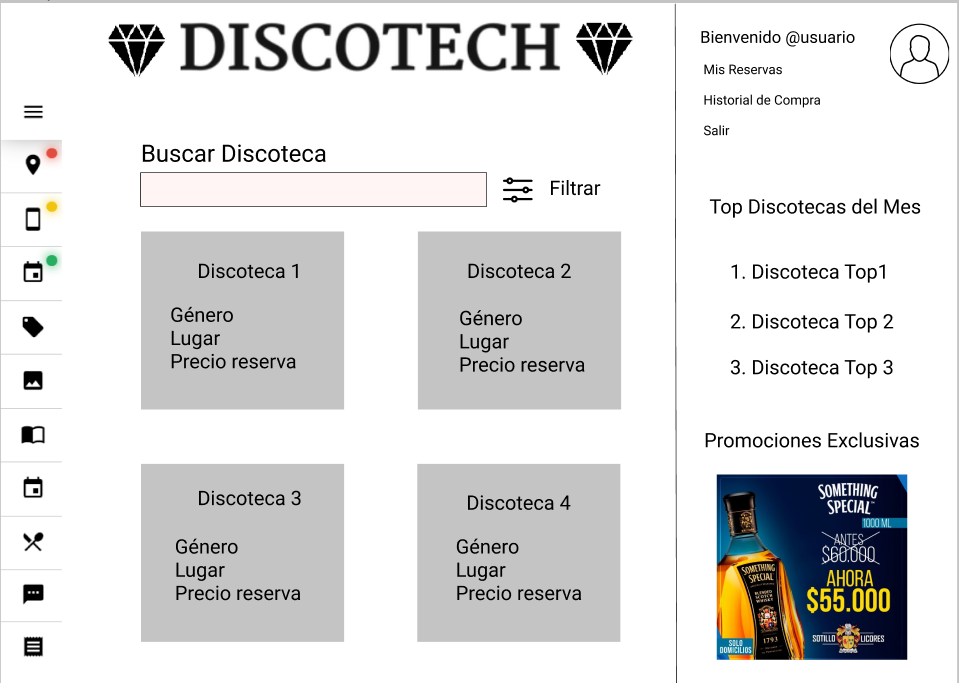 DISCOTECH
Buscar Discoteca
Filtrar
Discoteca 1
Género
Lugar
Precio reserva
Discoteca 2
Género
Lugar
Precio reserva
Discoteca 3
Género
Lugar
Precio reserva
Discoteca 4
Género
Lugar
Precio reserva
Bienvenido @usuario
Mis Reservas
Historial de Compra
Salir
Top Discotecas del Mes
1. Discoteca Top1
2. Discoteca Top 2
3. Discoteca Top 3
Promociones Exclusivas
SOMETHING
SPECIAL
1000 ML
ANTES
$60.000
AHORA
$55.000
SOMETHING
SPECIAL
BLENDED
SCOTCH
WHISKY
1793
SOLO
DOMICILIOS
SOTILLO LICORES